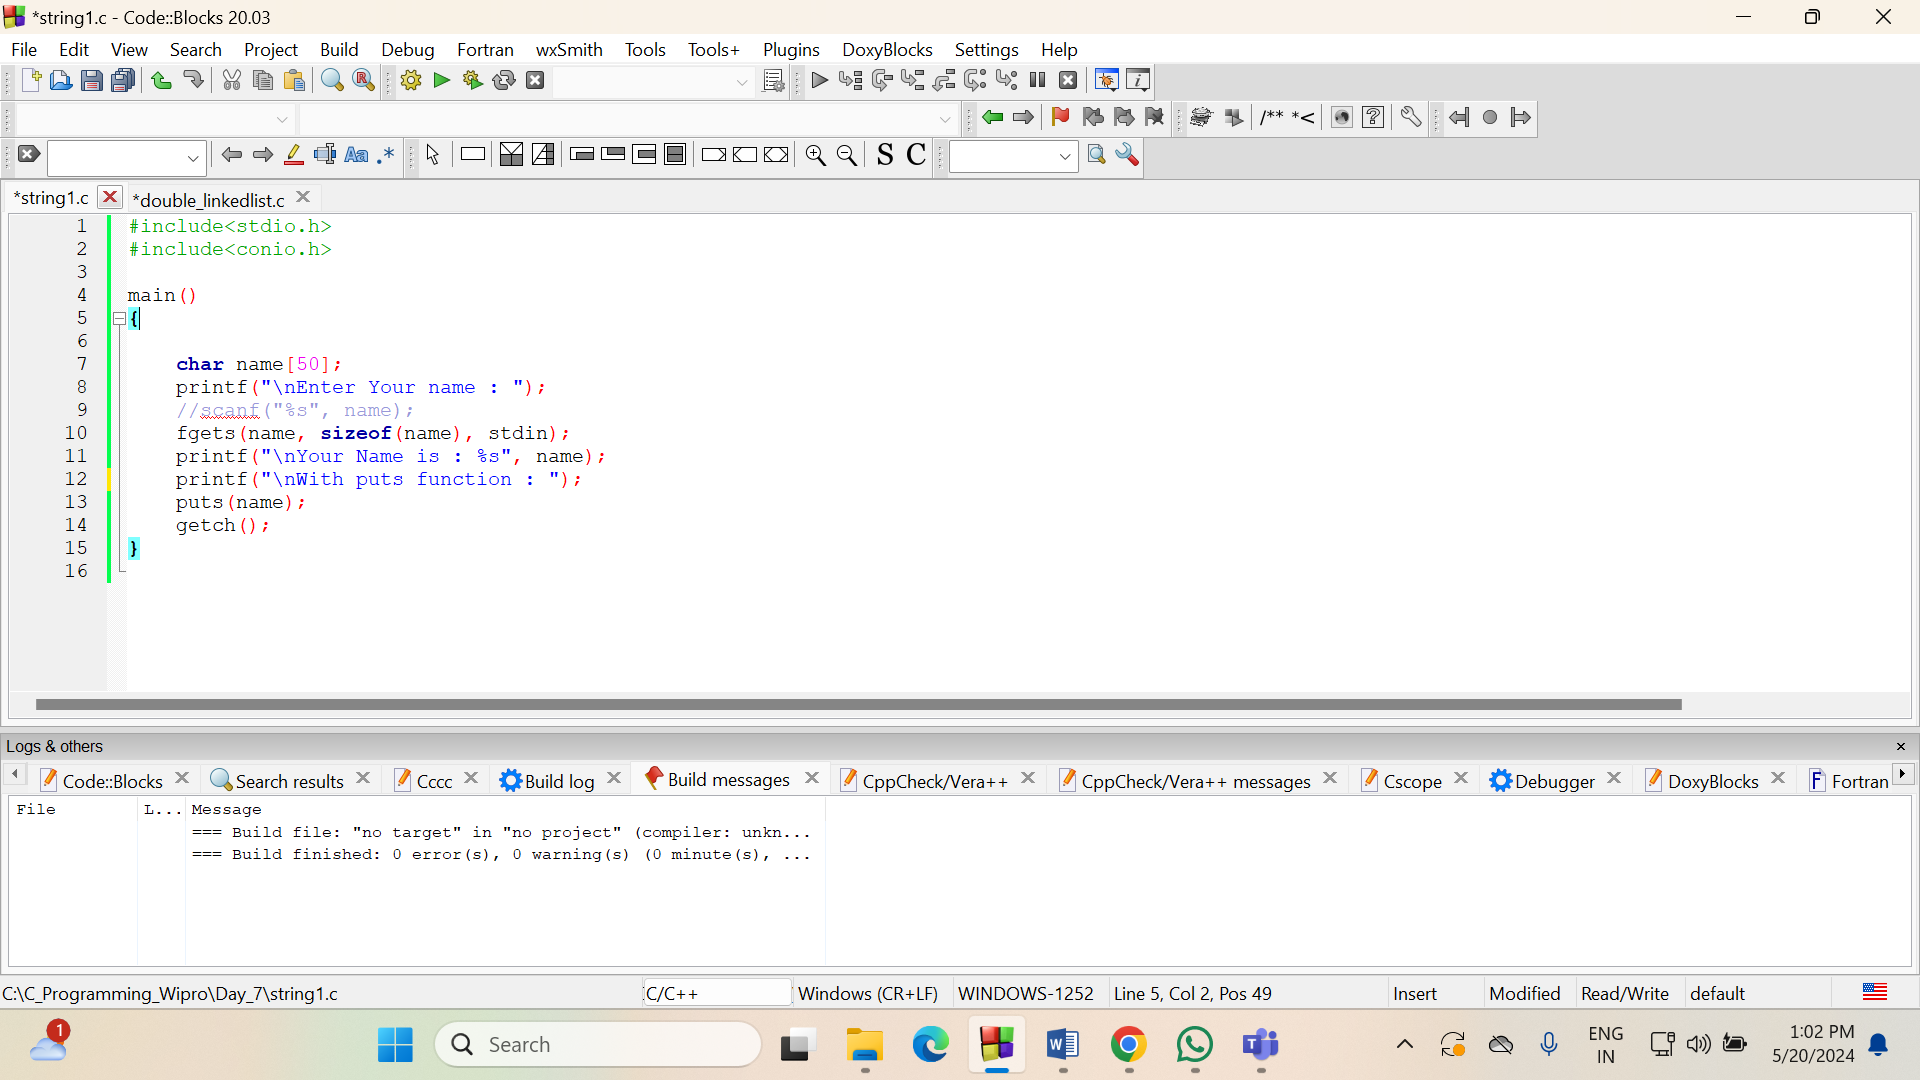 *string1.c - Code::Blocks 20.03
File Edit View Search Project Build Debug Fortran wxSmith Tools Tools+ Plugins DoxyBlocks Settings Help
/** *<
Aa .* S C
*string1.c *double_linkedlist.c
1 #include<stdio.h>
2 #include<conio.h>
3
4 main()
5 {
6
7 char name[50];
8 printf("\nEnter Your name : ");
9 //scanf("%s", name);
10 fgets(name, sizeof(name), stdin);
11 printf("\nYour Name is : %s", name);
12 printf("\nWith puts function : ");
13 puts(name);
14 getch();
15 }
16
Logs & others
Code::Blocks Search results Cccc Build log Build messages CppCheck/Vera++ CppCheck/Vera++ messages Cscope Debugger DoxyBlocks Fortran
File L... Message
=== Build file: "no target" in "no project" (compiler: unkn...
=== Build finished: 0 error(s), 0 warning(s) (0 minute(s), ...
C:\C_Programming_Wipro\Day_7\string1.c C/C++ Windows (CR+LF) WINDOWS-1252 Line 5, Col 2, Pos 49 Insert Modified Read/Write default
1 Search ENG IN 1:02 PM
5/20/2024